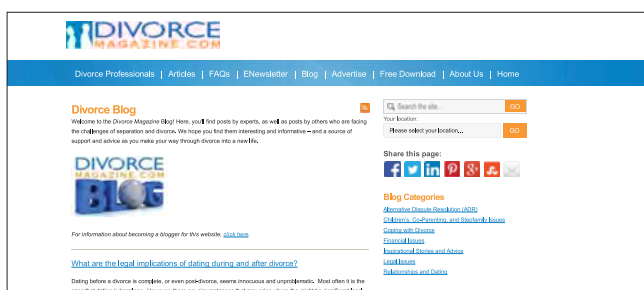 DIVORCE
MAGAZINE.COM
Divorce Professionals | Articles | FAQs | ENewsletter | Blog | Advertise | Free Download | About Us | Home
Divorce Blog
Welcome to the Divorce Magazine Blog! Here, you'll find posts by experts, as well as posts by others who are facing
the challenges of separation and divorce. We hope you find them interesting and informative – and a source of
support and advice as you make your way through divorce into a new life.
DIVORCE
MAGAZINE.COM
BLOG
For information about becoming a blogger for this website, click here.
What are the legal implications of dating during and after divorce?
Dating before a divorce is complete, or even post-divorce, seems innocuous and unproblematic. Most often it is the
Search the site...
GO
Your location:
Please select your location...
GO
Share this page:
Blog Categories
Alternative Dispute Resolution (ADR)
Children's, Co-Parenting, and Stepfamily Issues
Coping with Divorce
Financial Issues
Inspirational Stories and Advice
Legal Issues
Relationships and Dating